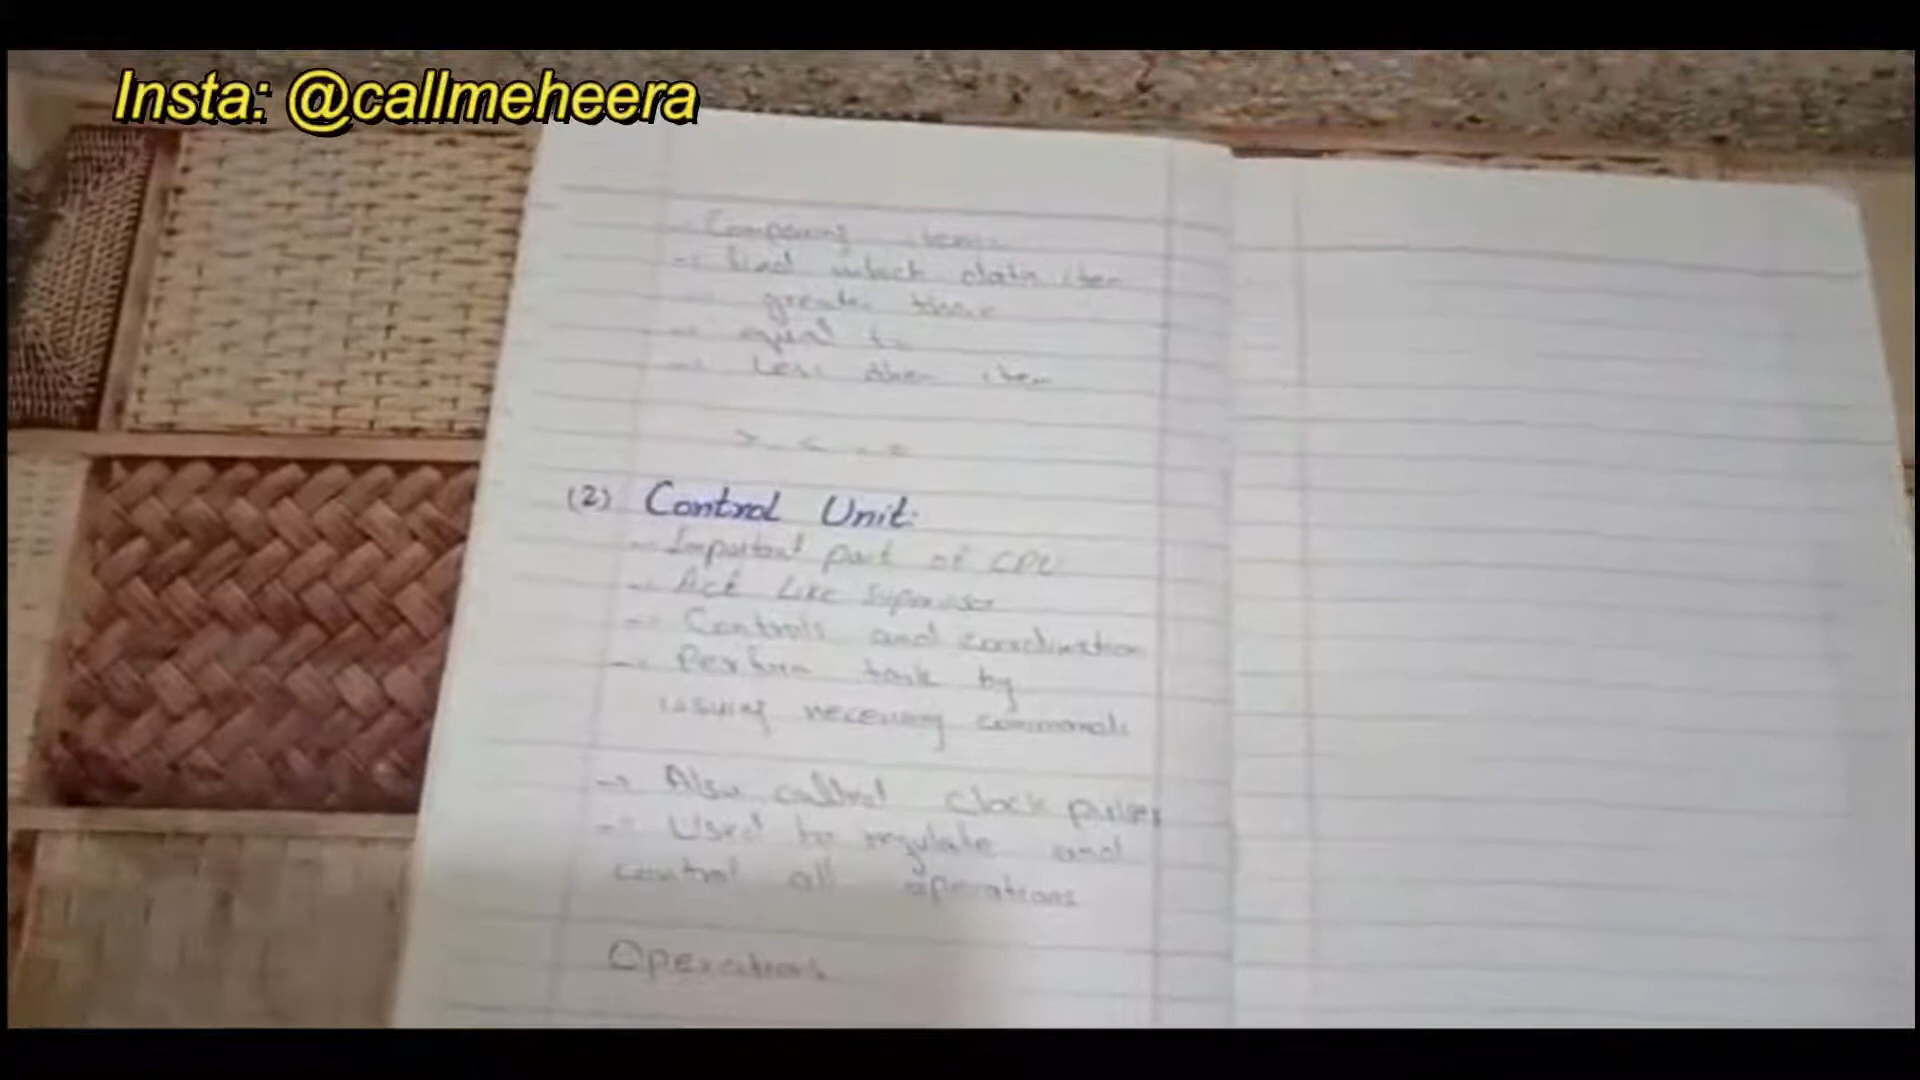 Insta: @callmeheera
Comparing items
-> find which data item
greater than
-> equal to
-> Less then item
>, <, =
(2) Control Unit:
-> Important part of CPU
-> Act Like Supervisor
-> Controls and coordination
-> Perform task by
issuing necessary commands
-> Also called clock pulses
-> Used to regulate and
control all operations
Operations